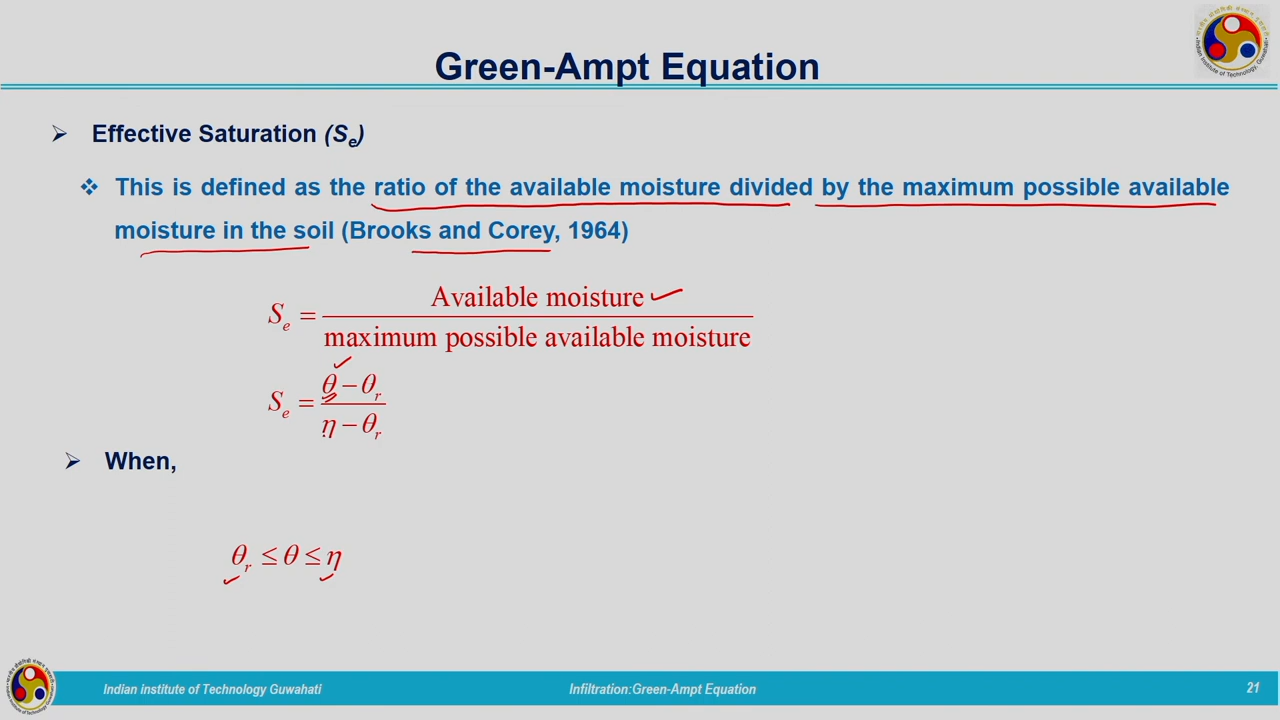 Green-Ampt Equation
➢ Effective Saturation (Se)
❖ This is defined as the ratio of the available moisture divided by the maximum possible available
moisture in the soil (Brooks and Corey, 1964)
Se = Available moisture / maximum possible available moisture
Se = θ − θr / η − θr
➢ When,
θr ≤ θ ≤ η
Indian institute of Technology Guwahati
Infiltration:Green-Ampt Equation
21